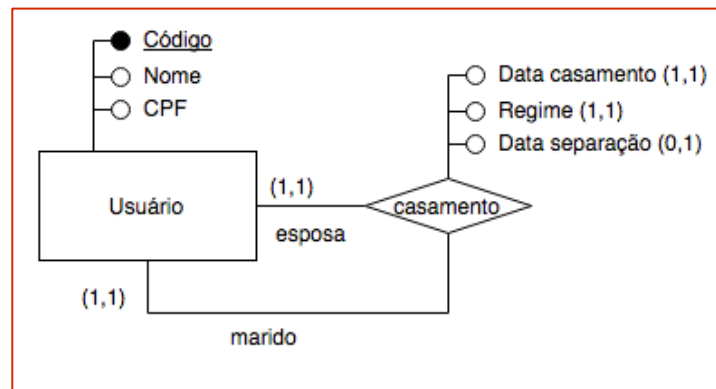 Código
Nome
CPF
Data casamento (1,1)
Regime (1,1)
Data separação (0,1)
Usuário
(1,1)
casamento
esposa
(1,1)
marido